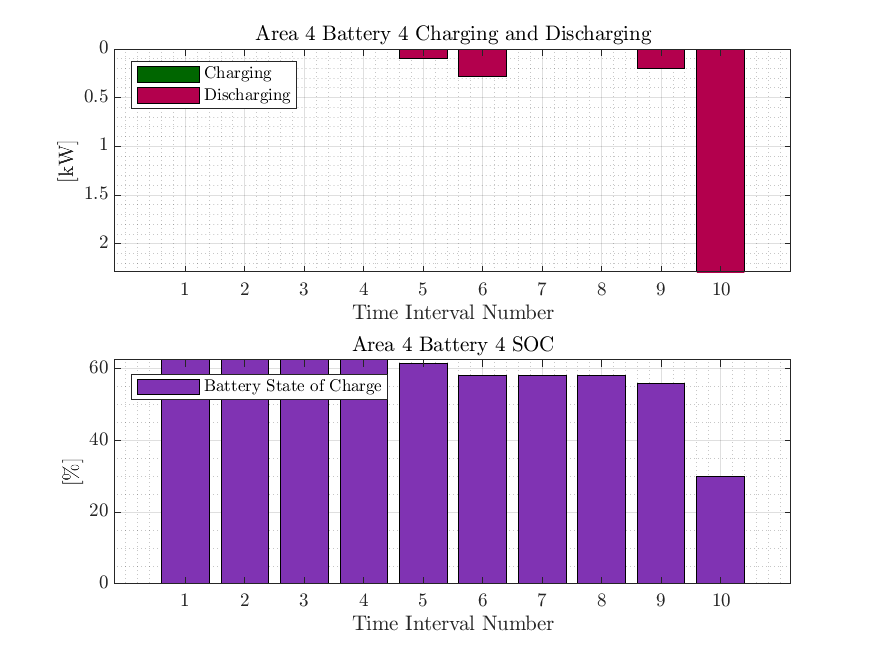 Area 4 Battery 4 Charging and Discharging
0
0.5
1
1.5
2
[kW]
Charging
Discharging
1 2 3 4 5 6 7 8 9 10
Time Interval Number
Area 4 Battery 4 SOC
60
40
20
0
[%]
Battery State of Charge
1 2 3 4 5 6 7 8 9 10
Time Interval Number